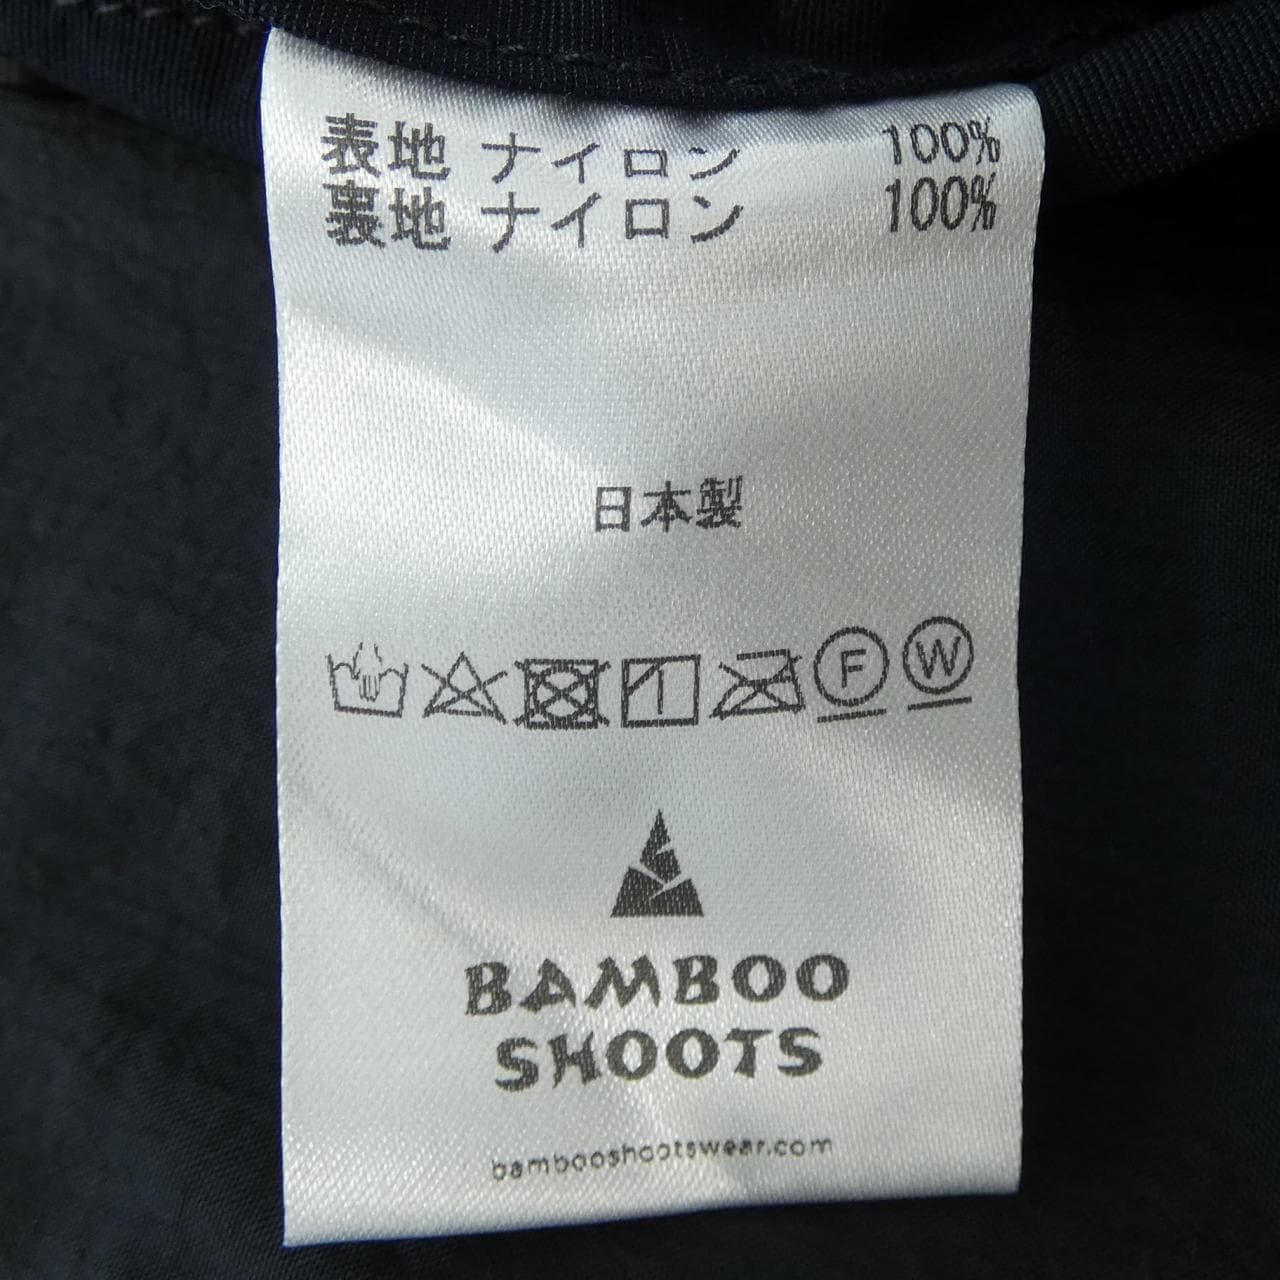 表地 ナイロン 100%
裏地 ナイロン 100%
日本製
F W
BAMBOO
SHOOTS
bambooshootswear.com